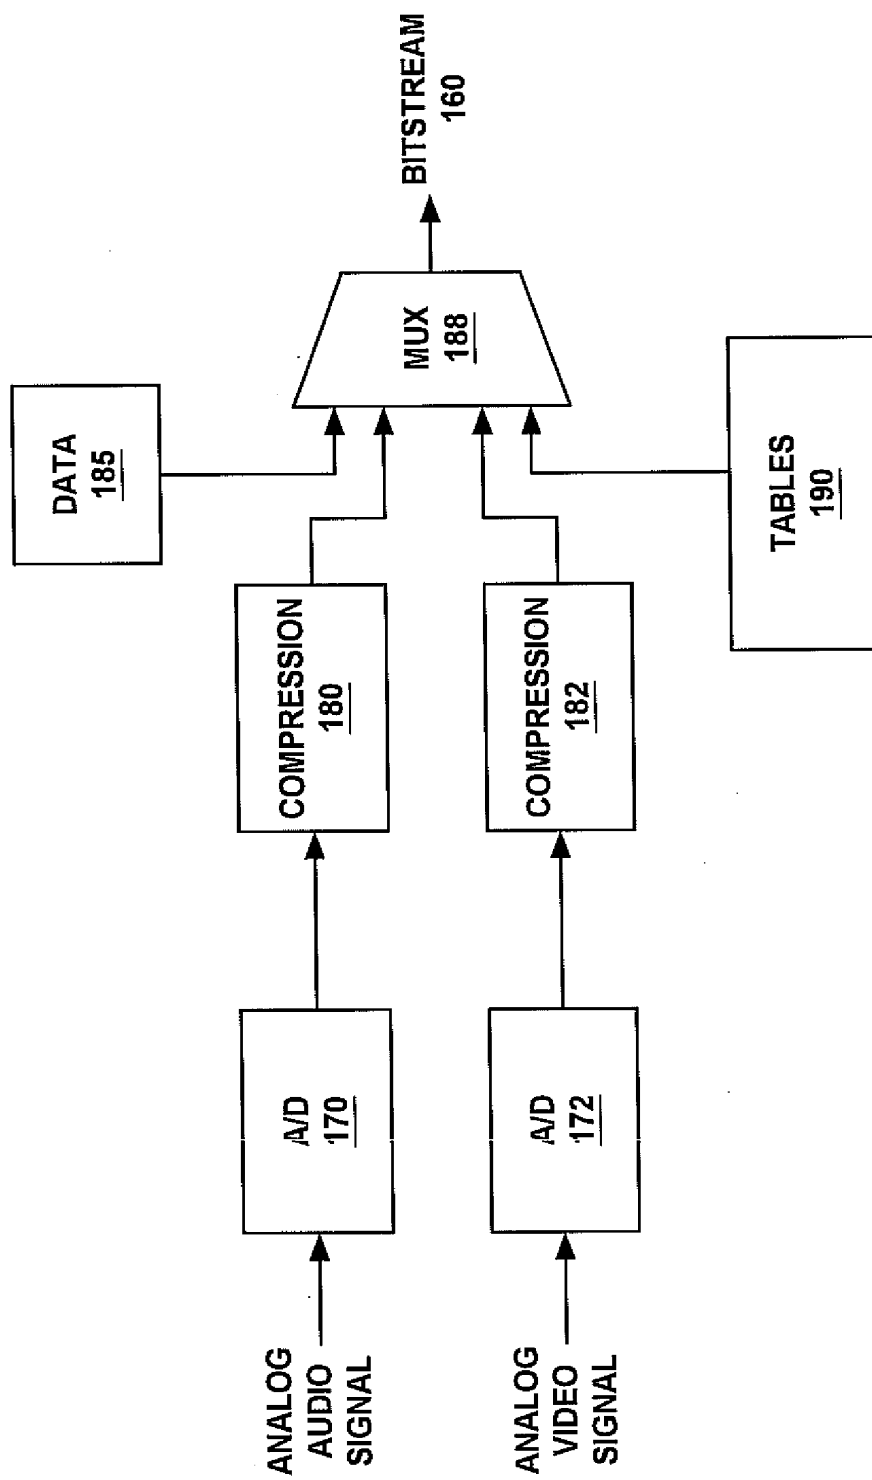 DATA
185
ANALOG
AUDIO
SIGNAL
A/D
170
COMPRESSION
180
MUX
188
BITSTREAM
160
ANALOG
VIDEO
SIGNAL
A/D
172
COMPRESSION
182
TABLES
190